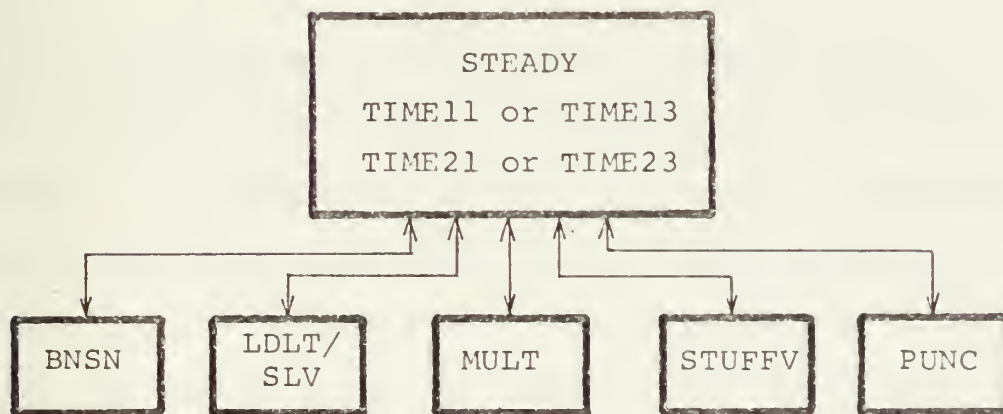 STEADY
TIME11 or TIME13
TIME21 or TIME23
BNSN
LDLT/
SLV
MULT
STUFFV
PUNC